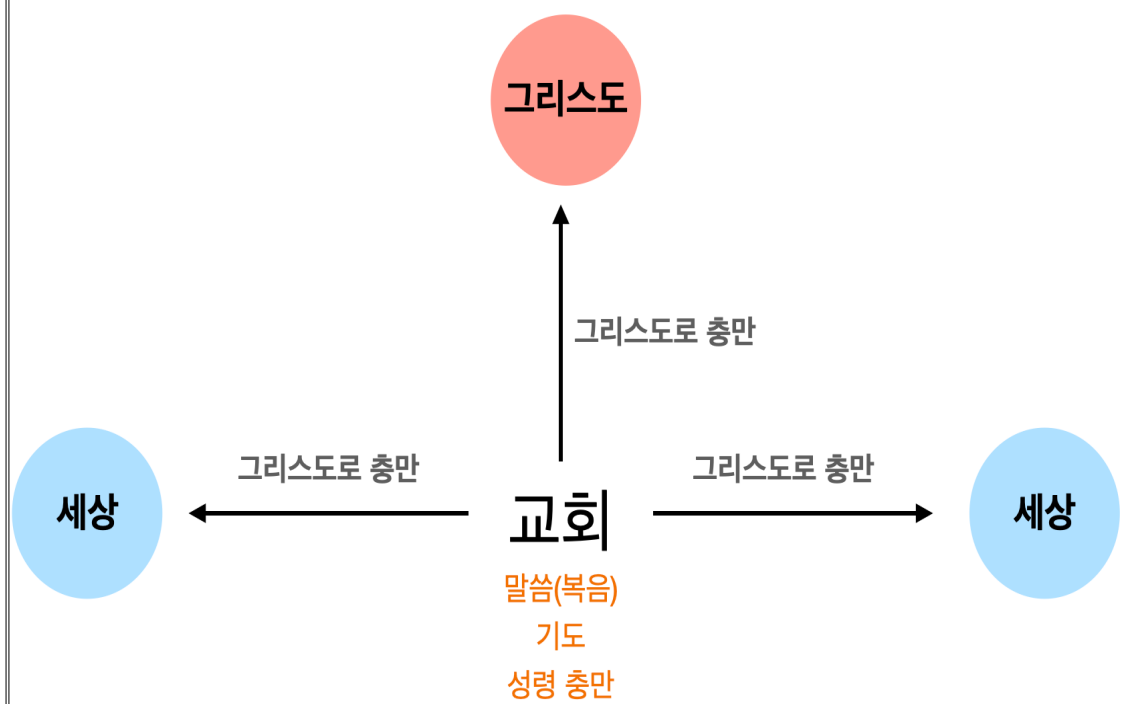 그리스도
그리스도로 충만
그리스도로 충만
그리스도로 충만
세상
교회
세상
말씀(복음)
기도
성령 충만